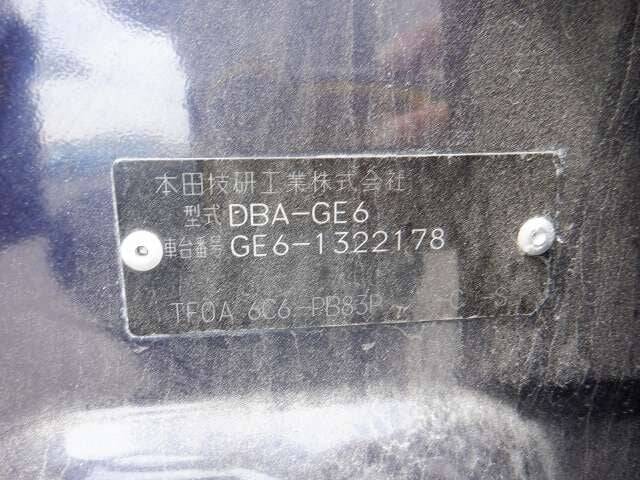 本田技研工業株式会社
型式 DBA-GE6
車台番号 GE6-1322178
TF0A 6C6 -PB83P - C -S